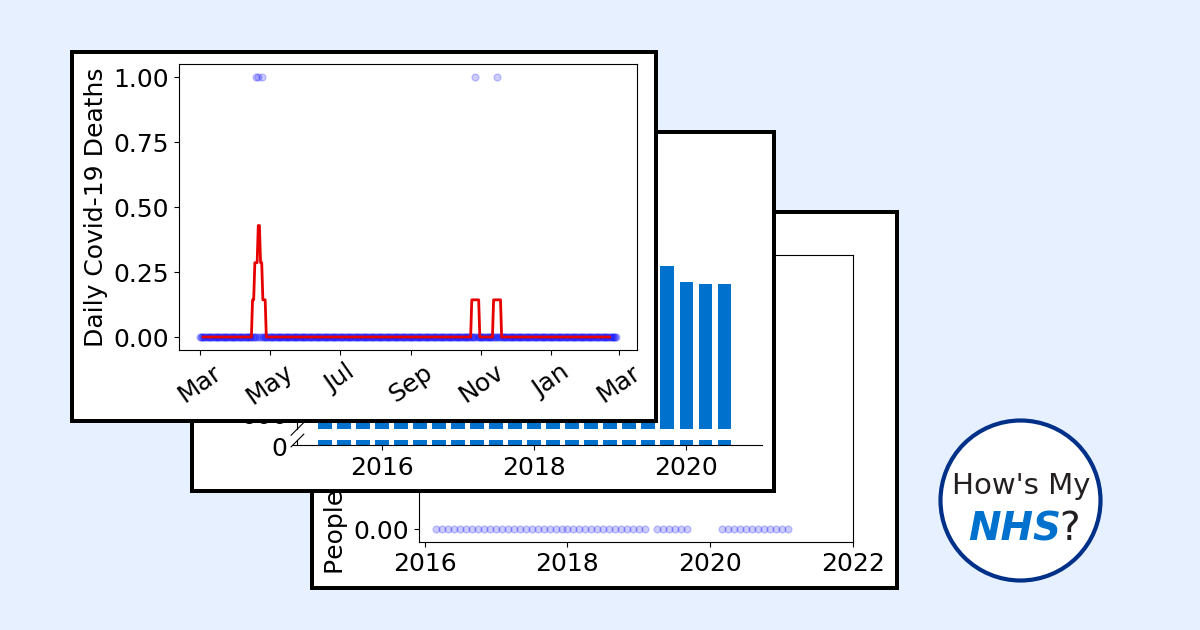 Daily Covid-19 Deaths
1.00
0.75
0.50
0.25
0.00
Mar May Jul Sep Nov Jan Mar
0
2016 2018 2020
People
0.00
2016 2018 2020 2022
How's My
NHS?